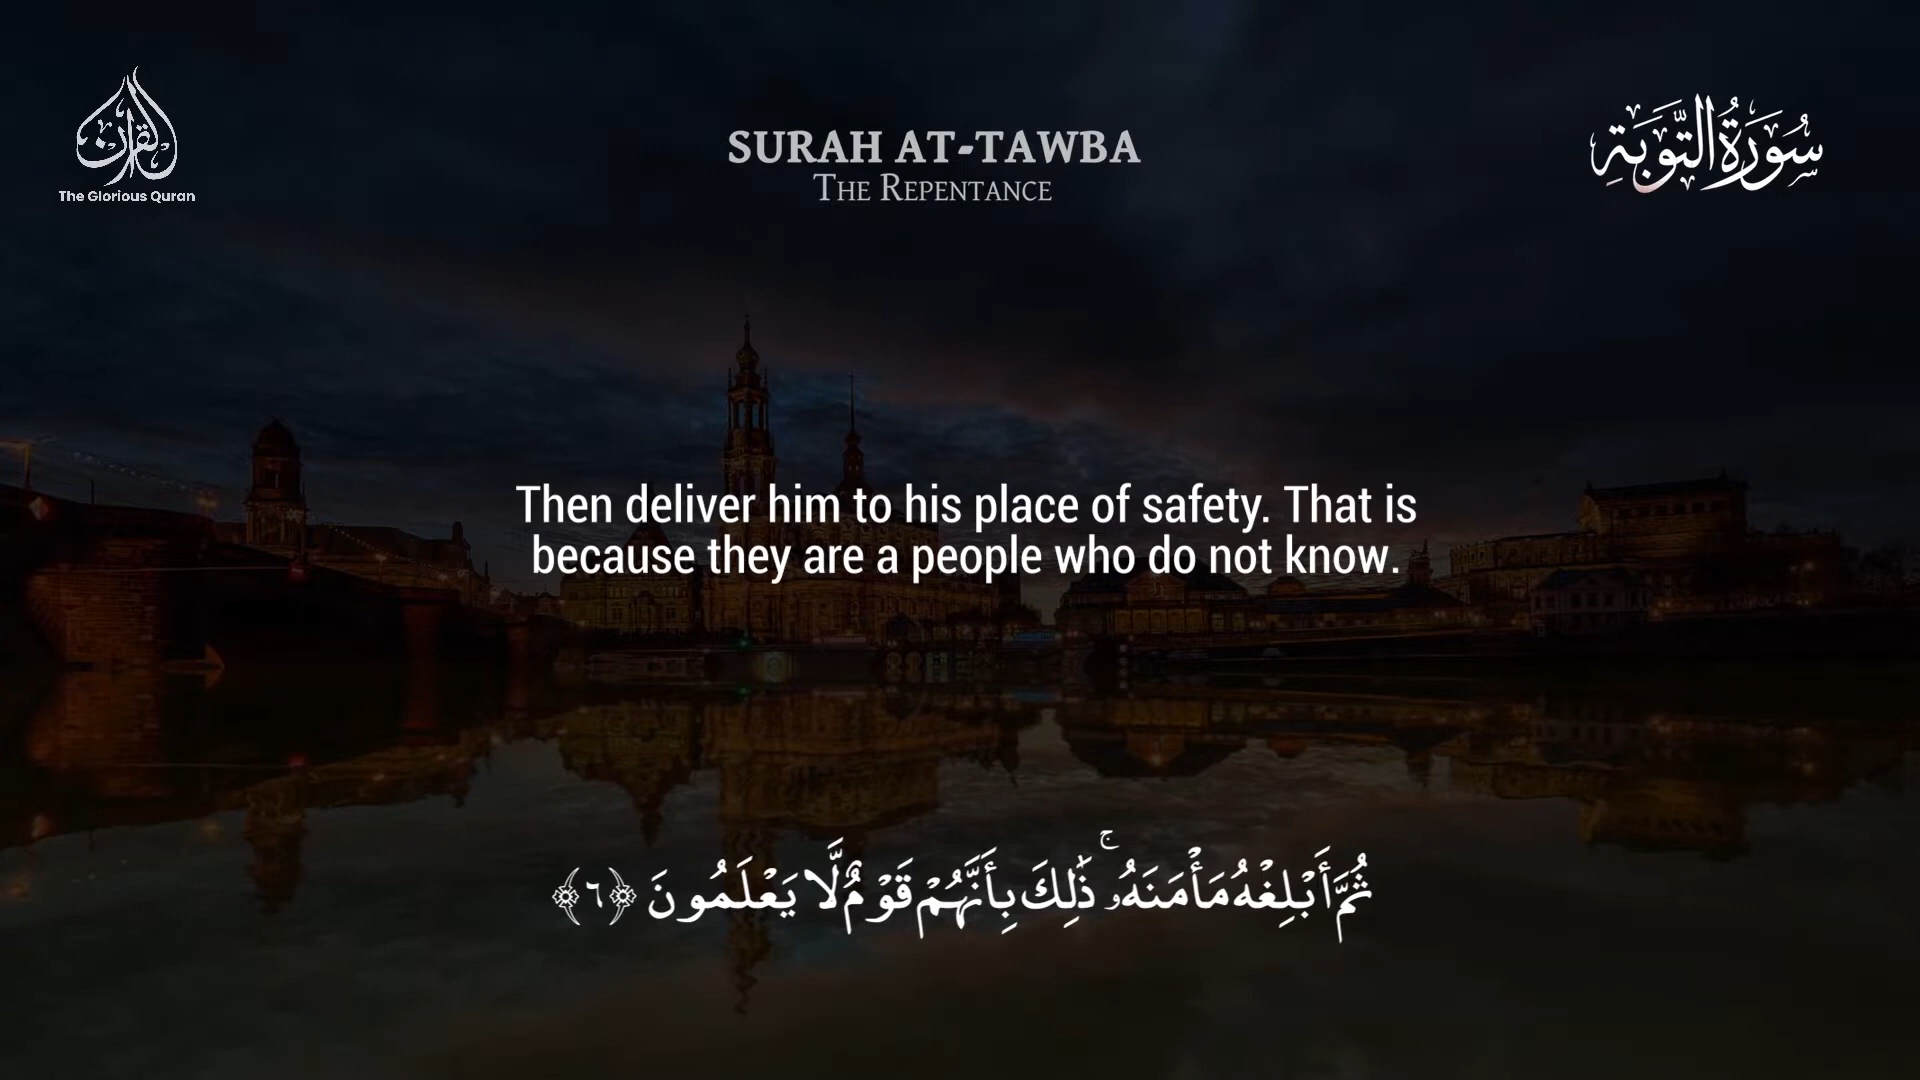 القرآن
The Glorious Quran
SURAH AT-TAWBA
THE REPENTANCE
سُورَةُ التَّوْبَةِ
Then deliver him to his place of safety. That is
because they are a people who do not know.
ثُمَّ أَبْلِغْهُ مَأْمَنَهُۥ ۚ ذَٰلِكَ بِأَنَّهُمْ قَوْمٌ لَّا يَعْلَمُونَ ﴿٦﴾